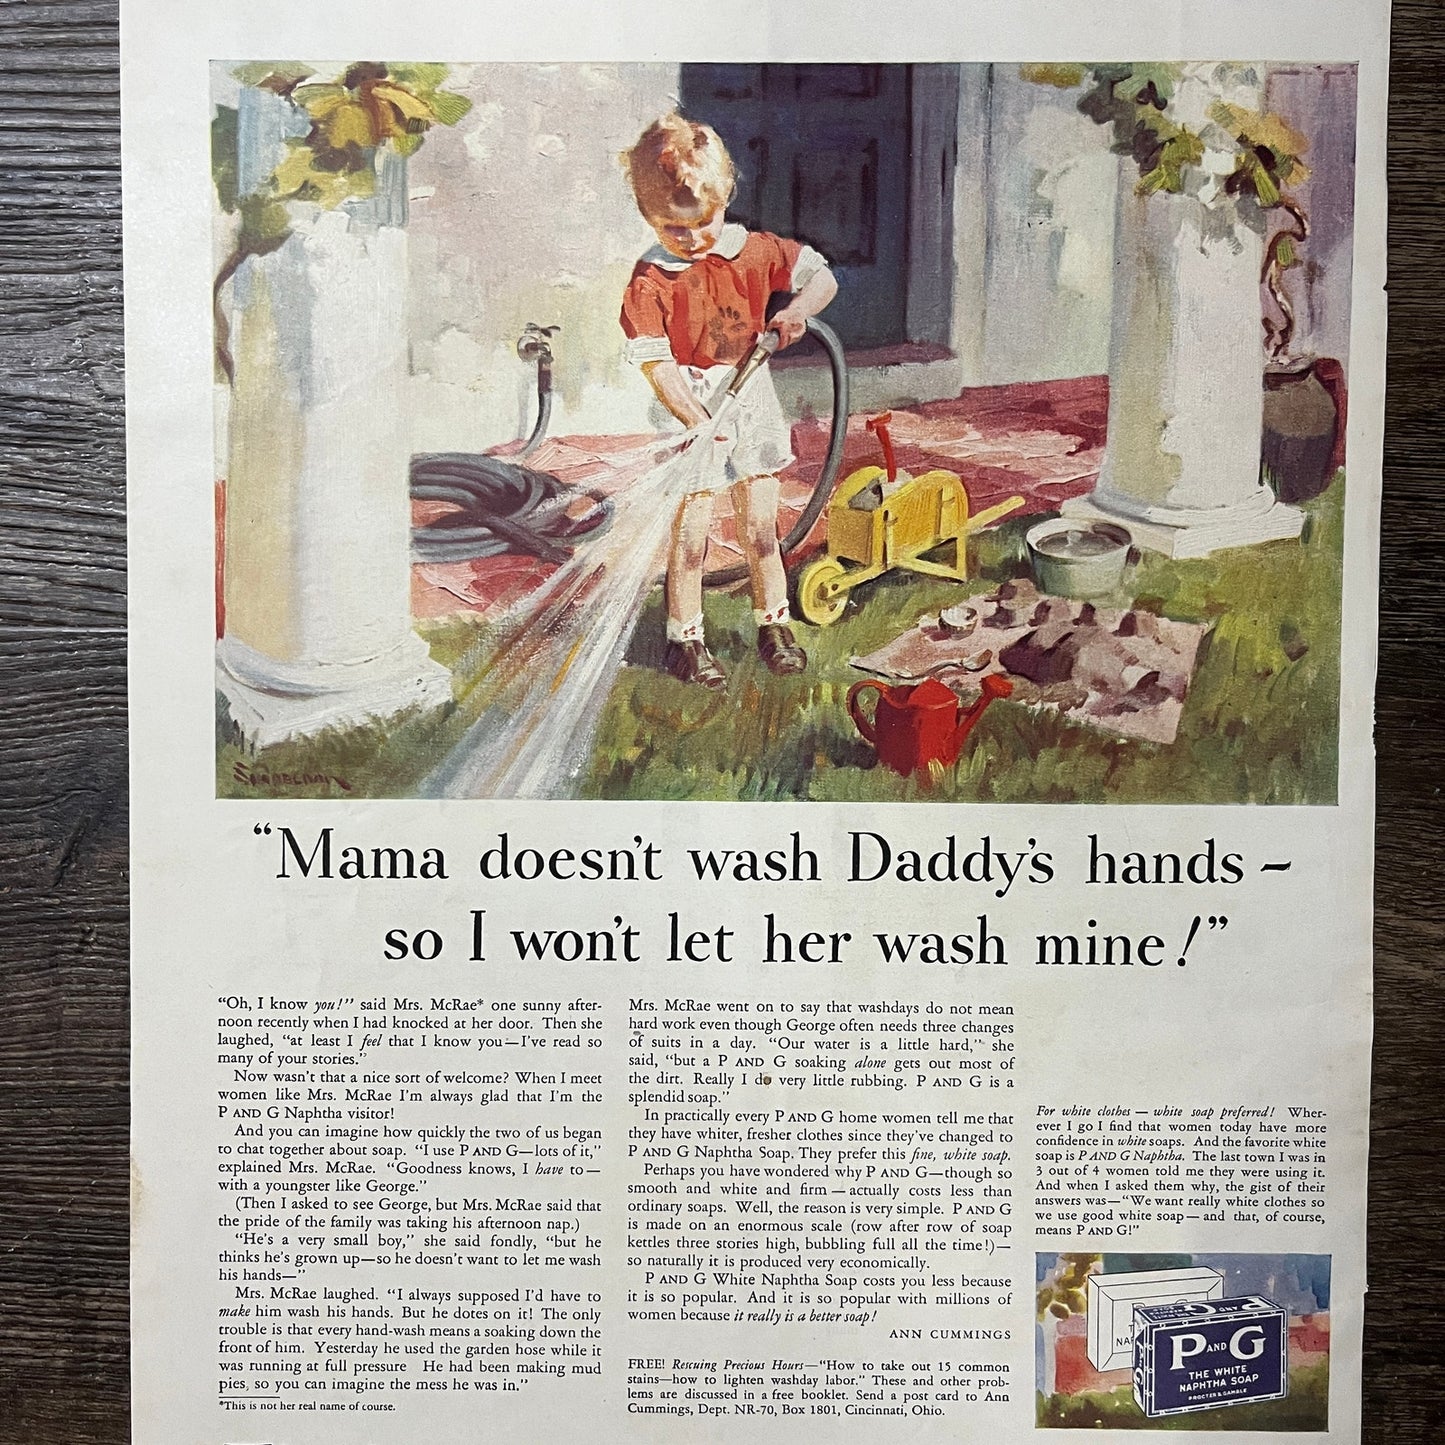 “Mama doesn't wash Daddy's hands –
so I won't let her wash mine!”
“Oh, I know you!” said Mrs. McRae* one sunny after-
noon recently when I had knocked at her door. Then she
laughed, “at least I feel that I know you—I've read so
many of your stories.”
Now wasn't that a nice sort of welcome? When I meet
women like Mrs. McRae I'm always glad that I'm the
P AND G Naphtha visitor!
And you can imagine how quickly the two of us began
to chat together about soap. “I use P AND G—lots of it,”
explained Mrs. McRae. “Goodness knows, I have to—
with a youngster like George.”
(Then I asked to see George, but Mrs. McRae said that
the pride of the family was taking his afternoon nap.)
“He's a very small boy,” she said fondly, “but he
thinks he's grown up—so he doesn't want to let me wash
his hands—”
Mrs. McRae laughed. “I always supposed I'd have to
make him wash his hands. But he dotes on it! The only
trouble is that every hand-wash means a soaking down the
front of him. Yesterday he used the garden hose while it
was running at full pressure He had been making mud
pies, so you can imagine the mess he was in.”
*This is not her real name of course.
Mrs. McRae went on to say that washdays do not mean
hard work even though George often needs three changes
of suits in a day. “Our water is a little hard,” she
said, “but a P AND G soaking alone gets out most of
the dirt. Really I do very little rubbing. P AND G is a
splendid soap.”
In practically every P AND G home women tell me that
they have whiter, fresher clothes since they've changed to
P AND G Naphtha Soap. They prefer this fine, white soap.
Perhaps you have wondered why P AND G—though so
smooth and white and firm—actually costs less than
ordinary soaps. Well, the reason is very simple. P AND G
is made on an enormous scale (row after row of soap
kettles three stories high, bubbling full all the time!)—
so naturally it is produced very economically.
P AND G White Naphtha Soap costs you less because
it is so popular. And it is so popular with millions of
women because it really is a better soap!
ANN CUMMINGS
FREE! Rescuing Precious Hours—“How to take out 15 common
stains—how to lighten washday labor.” These and other prob-
lems are discussed in a free booklet. Send a post card to Ann
Cummings, Dept. NR-70, Box 1801, Cincinnati, Ohio.
For white clothes — white soap preferred! Wher-
ever I go I find that women today have more
confidence in white soaps. And the favorite white
soap is P AND G Naphtha. The last town I was in
3 out of 4 women told me they were using it.
And when I asked them why, the gist of their
answers was—“We want really white clothes so
we use good white soap—and that, of course,
means P AND G!”
P AND G
THE WHITE
NAPHTHA SOAP
PROCTER & GAMBLE